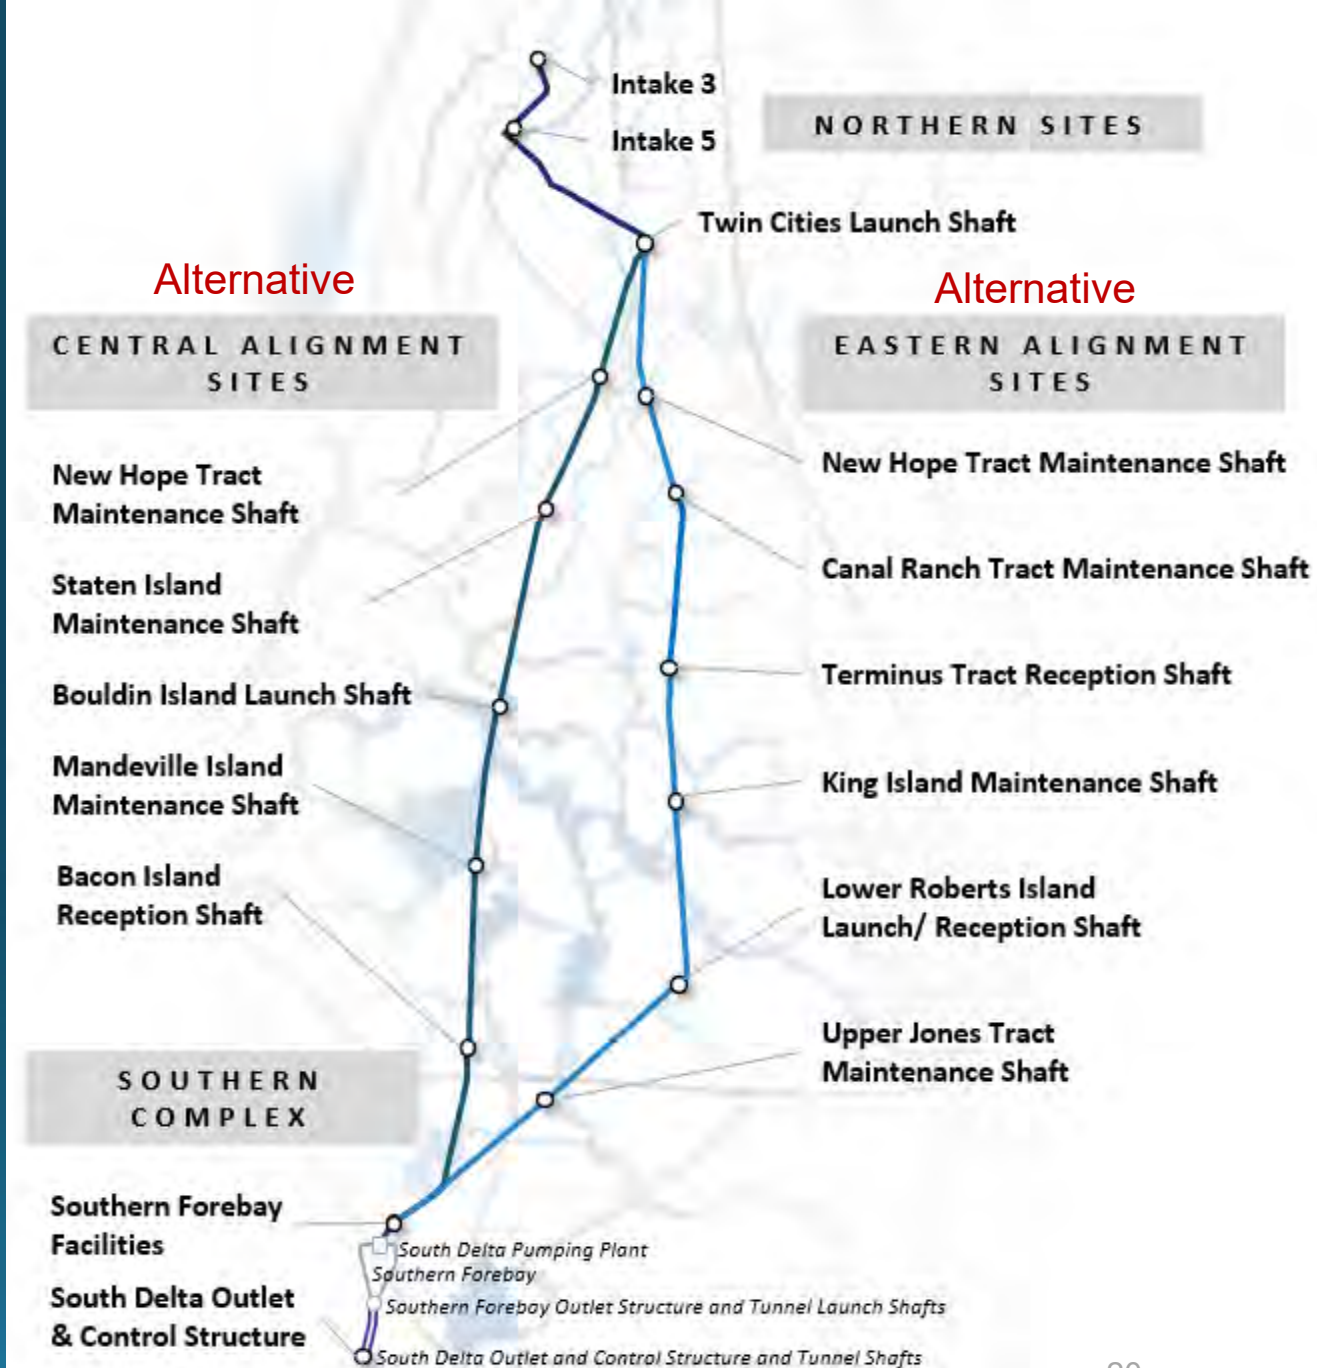 Intake 3
Intake 5
NORTHERN SITES
Twin Cities Launch Shaft
Alternative
CENTRAL ALIGNMENT
SITES
New Hope Tract
Maintenance Shaft
Staten Island
Maintenance Shaft
Bouldin Island Launch Shaft
Mandeville Island
Maintenance Shaft
Bacon Island
Reception Shaft
Alternative
EASTERN ALIGNMENT
SITES
New Hope Tract Maintenance Shaft
Canal Ranch Tract Maintenance Shaft
Terminus Tract Reception Shaft
King Island Maintenance Shaft
Lower Roberts Island
Launch/ Reception Shaft
Upper Jones Tract
Maintenance Shaft
SOUTHERN
COMPLEX
Southern Forebay
Facilities
South Delta Pumping Plant
Southern Forebay
South Delta Outlet
& Control Structure
Southern Forebay Outlet Structure and Tunnel Launch Shafts
South Delta Outlet and Control Structure and Tunnel Shafts